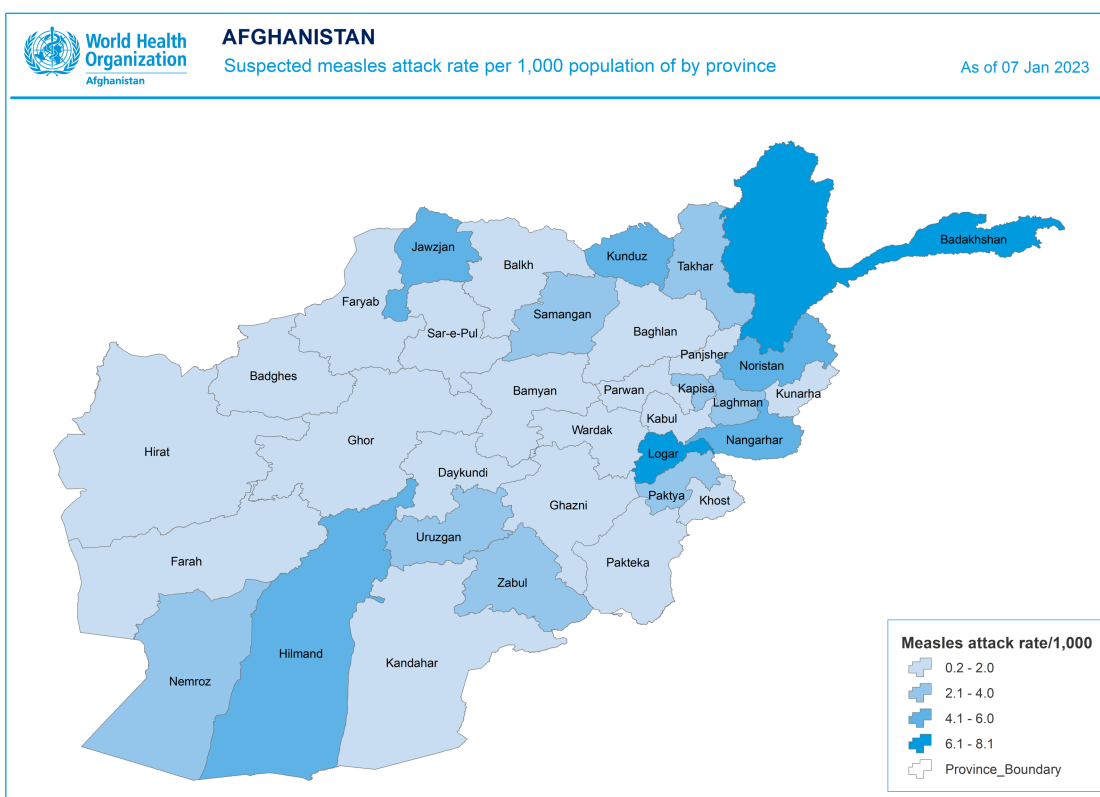 World Health
Organization
Afghanistan
AFGHANISTAN
Suspected measles attack rate per 1,000 population of by province
As of 07 Jan 2023
Badakhshan
Jawzjan
Kunduz
Balkh
Takhar
Faryab
Samangan
Sar-e-Pul
Baghlan
Panjsher
Noristan
Badghes
Bamyan
Parwan
Kapisa
Kunarha
Laghman
Kabul
Wardak
Ghor
Nangarhar
Hirat
Logar
Daykundi
Paktya
Khost
Ghazni
Uruzgan
Farah
Pakteka
Zabul
Hilmand
Kandahar
Nemroz
Measles attack rate/1,000
0.2 - 2.0
2.1 - 4.0
4.1 - 6.0
6.1 - 8.1
Province_Boundary